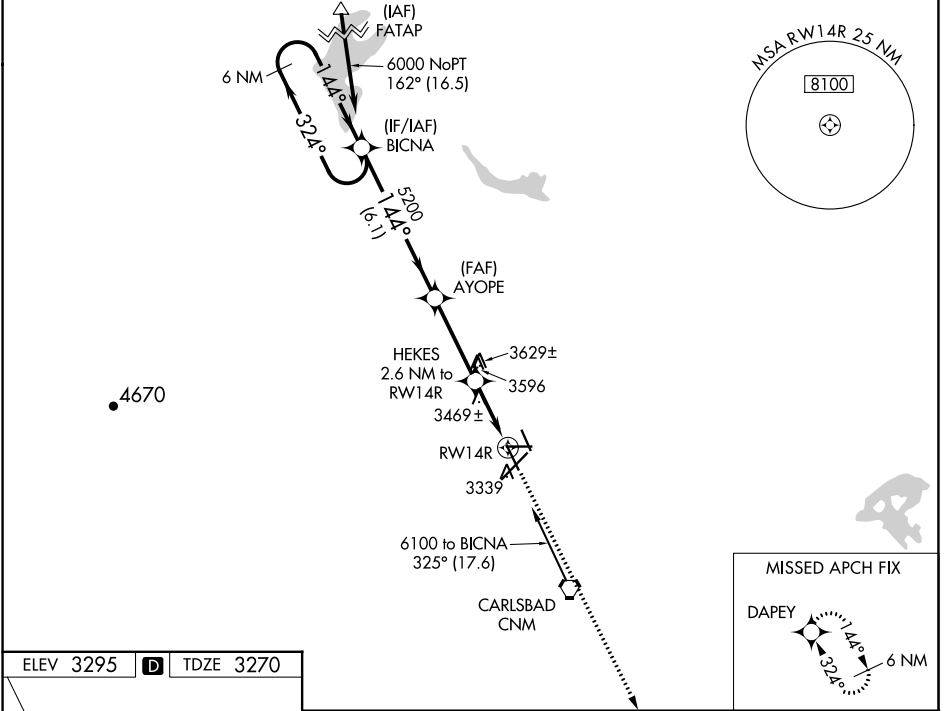 (IAF)
FATAP
6000 NoPT
162° (16.5)
6 NM
144°
324°
(IF/IAF)
BICNA
5200
144°
(6.1)
(FAF)
AYOPE
HEKES
2.6 NM to
RW14R
3629±
3596
3469±
RW14R
3339
4670
6100 to BICNA
325° (17.6)
CARLSBAD
CNM
MSA RW14R 25 NM
8100
MISSED APCH FIX
DAPEY
144°
324°
6 NM
ELEV 3295 D TDZE 3270